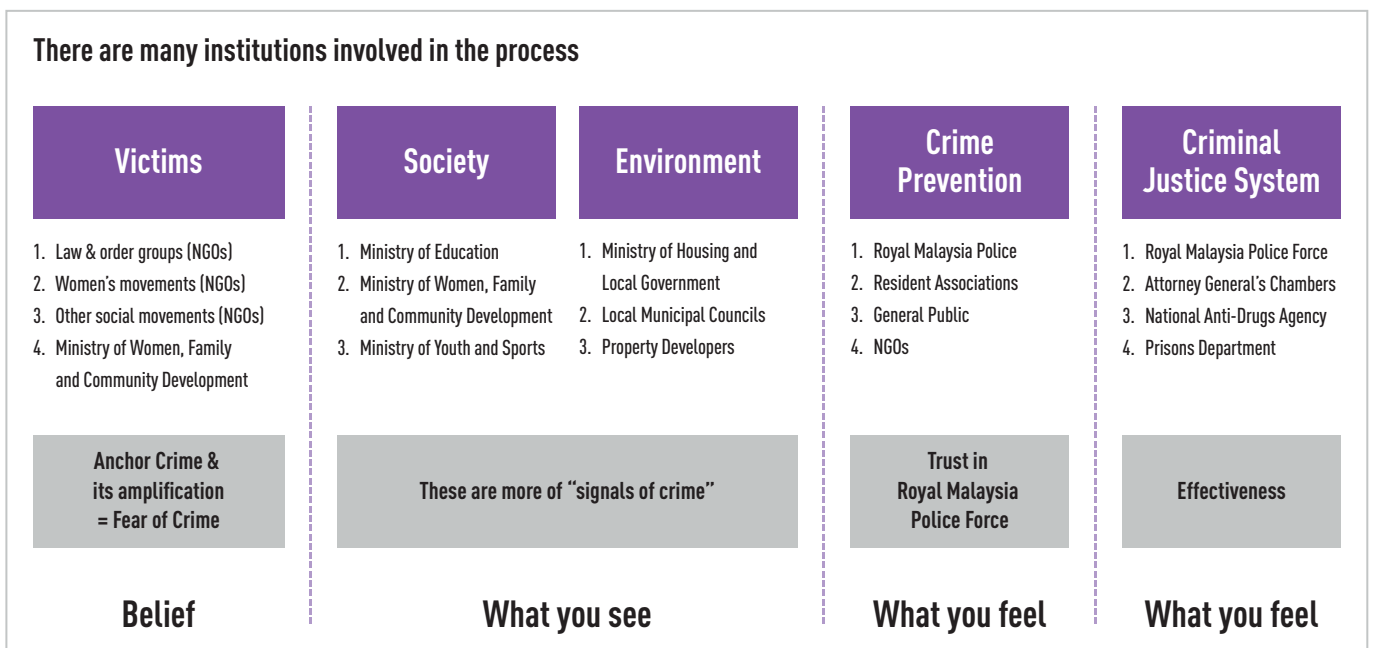 There are many institutions involved in the process
Victims
1. Law & order groups (NGOs)
2. Women's movements (NGOs)
3. Other social movements (NGOs)
4. Ministry of Women, Family
and Community Development
Anchor Crime &
its amplification
= Fear of Crime
Belief
Society
1. Ministry of Education
2. Ministry of Women, Family
and Community Development
3. Ministry of Youth and Sports
Environment
1. Ministry of Housing and
Local Government
2. Local Municipal Councils
3. Property Developers
These are more of “signals of crime”
What you see
Crime
Prevention
1. Royal Malaysia Police
2. Resident Associations
3. General Public
4. NGOs
Trust in
Royal Malaysia
Police Force
What you feel
Criminal
Justice System
1. Royal Malaysia Police Force
2. Attorney General's Chambers
3. National Anti-Drugs Agency
4. Prisons Department
Effectiveness
What you feel